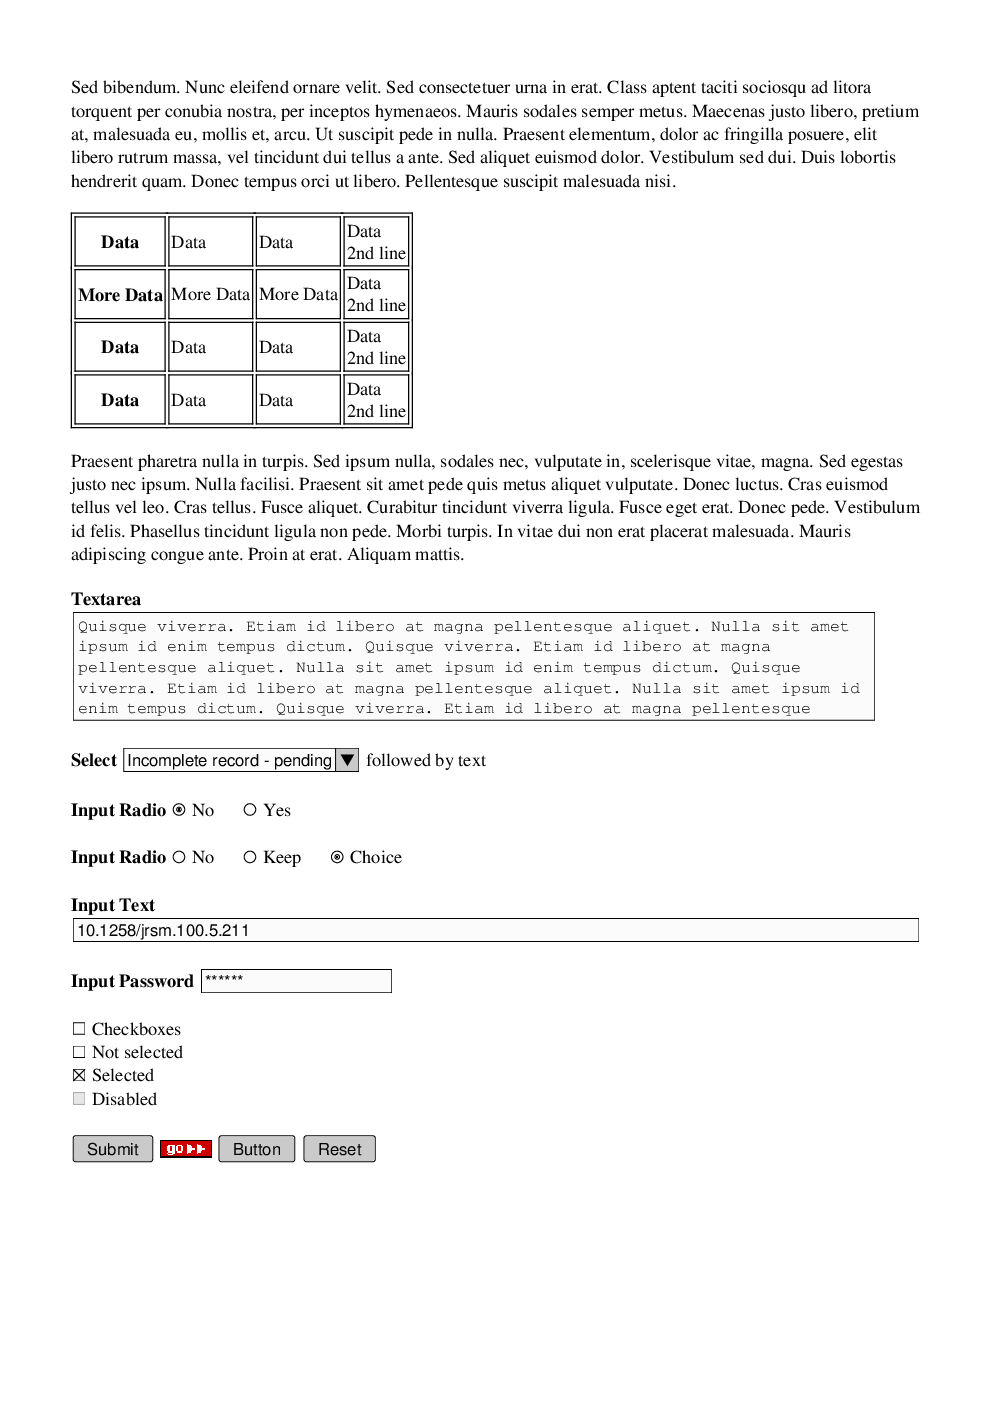 Sed bibendum. Nunc eleifend ornare velit. Sed consectetuer urna in erat. Class aptent taciti sociosqu ad litora
torquent per conubia nostra, per inceptos hymenaeos. Mauris sodales semper metus. Maecenas justo libero, pretium
at, malesuada eu, mollis et, arcu. Ut suscipit pede in nulla. Praesent elementum, dolor ac fringilla posuere, elit
libero rutrum massa, vel tincidunt dui tellus a ante. Sed aliquet euismod dolor. Vestibulum sed dui. Duis lobortis
hendrerit quam. Donec tempus orci ut libero. Pellentesque suscipit malesuada nisi.
Data Data Data Data
2nd line
More Data More Data More Data Data
2nd line
Data Data Data Data
2nd line
Data Data Data Data
2nd line
Praesent pharetra nulla in turpis. Sed ipsum nulla, sodales nec, vulputate in, scelerisque vitae, magna. Sed egestas
justo nec ipsum. Nulla facilisi. Praesent sit amet pede quis metus aliquet vulputate. Donec luctus. Cras euismod
tellus vel leo. Cras tellus. Fusce aliquet. Curabitur tincidunt viverra ligula. Fusce eget erat. Donec pede. Vestibulum
id felis. Phasellus tincidunt ligula non pede. Morbi turpis. In vitae dui non erat placerat malesuada. Mauris
adipiscing congue ante. Proin at erat. Aliquam mattis.
Textarea
Quisque viverra. Etiam id libero at magna pellentesque aliquet. Nulla sit amet
ipsum id enim tempus dictum. Quisque viverra. Etiam id libero at magna
pellentesque aliquet. Nulla sit amet ipsum id enim tempus dictum. Quisque
viverra. Etiam id libero at magna pellentesque aliquet. Nulla sit amet ipsum id
enim tempus dictum. Quisque viverra. Etiam id libero at magna pellentesque
Select Incomplete record - pending followed by text
Input Radio No Yes
Input Radio No Keep Choice
Input Text
10.1258/jrsm.100.5.211
Input Password ******
Checkboxes
Not selected
Selected
Disabled
Submit go Button Reset